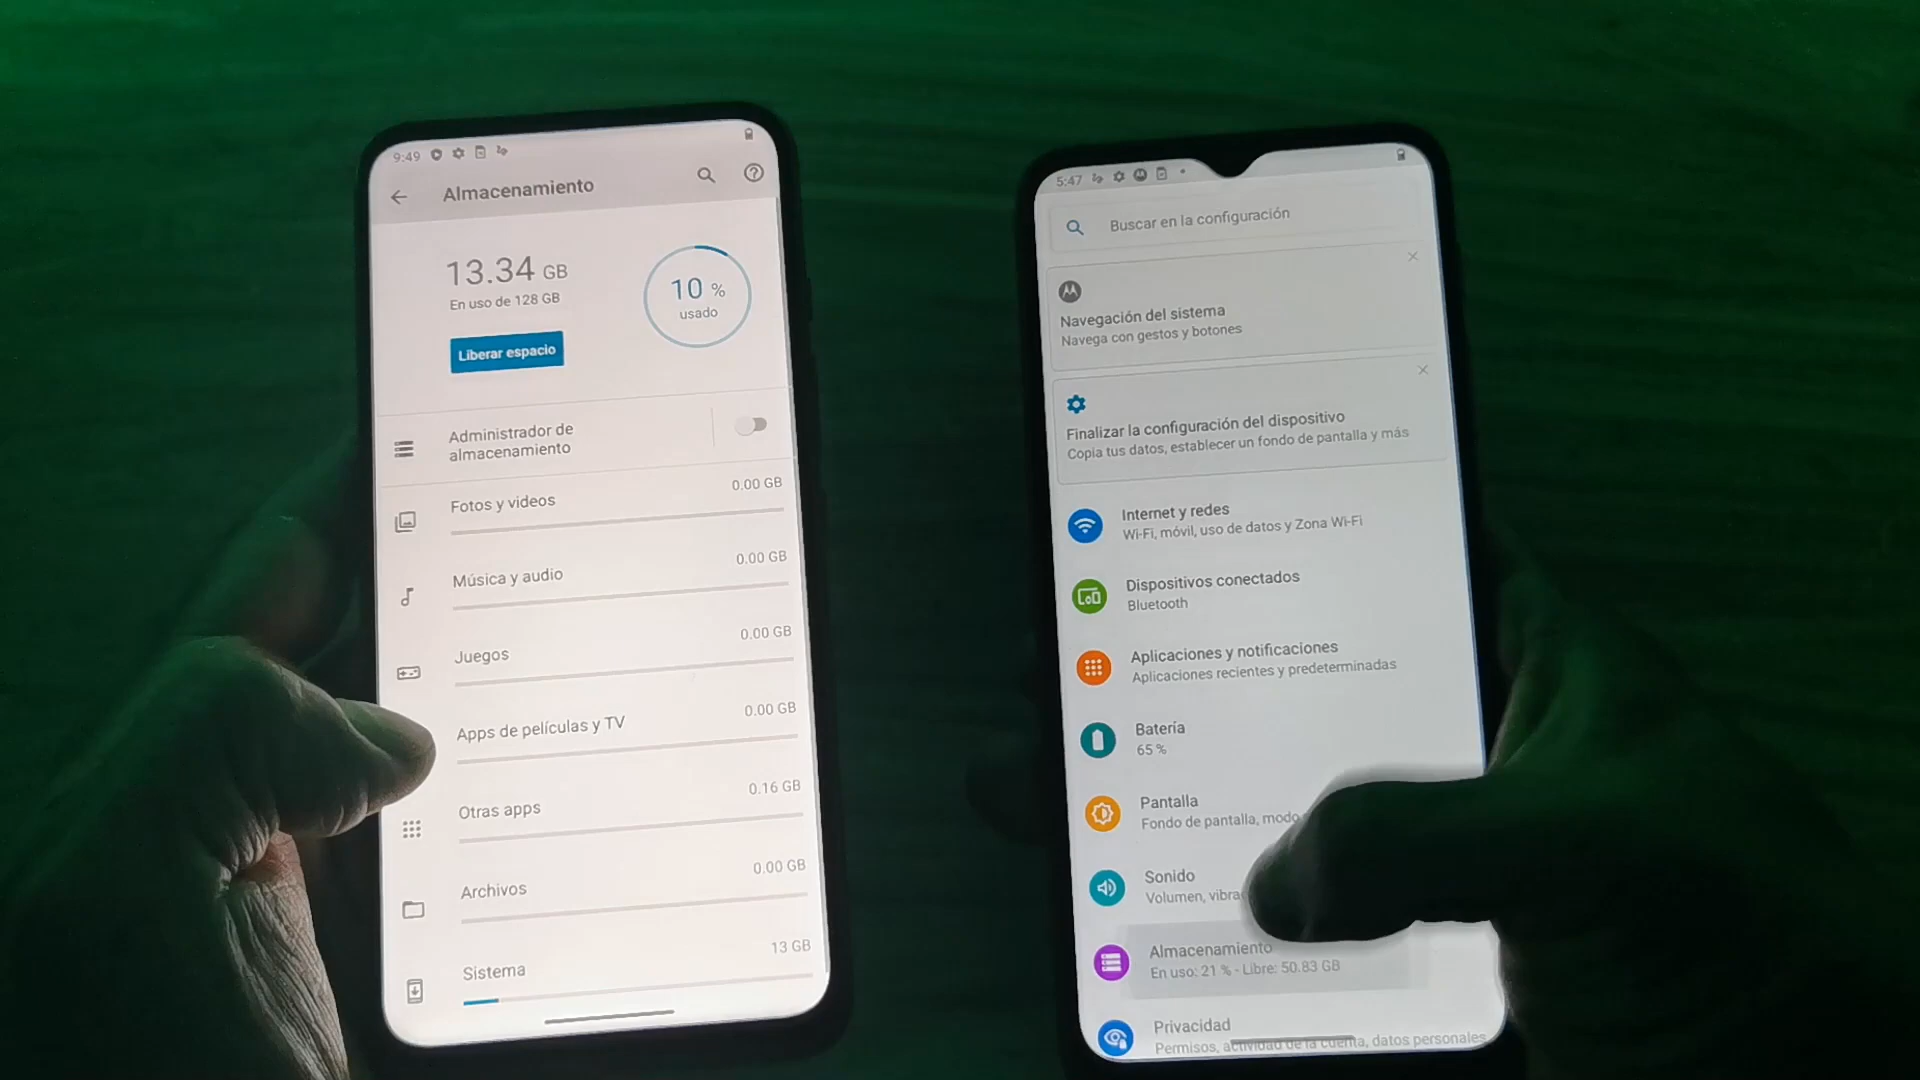 9:49
Almacenamiento
13.34 GB
En uso de 128 GB
10 %
usado
Liberar espacio
Administrador de
almacenamiento
Fotos y videos
0.00 GB
Música y audio
0.00 GB
Juegos
0.00 GB
Apps de películas y TV
0.00 GB
Otras apps
0.16 GB
Archivos
0.00 GB
Sistema
13 GB
5:47
Buscar en la configuración
Navegación del sistema
Navega con gestos y botones
Finalizar la configuración del dispositivo
Copia tus datos, establecer un fondo de pantalla y más
Internet y redes
Wi-Fi, móvil, uso de datos y Zona Wi-Fi
Dispositivos conectados
Bluetooth
Aplicaciones y notificaciones
Aplicaciones recientes y predeterminadas
Batería
65 %
Pantalla
Fondo de pantalla, modo
Sonido
Volumen,
Almacenamiento
En uso: 21 % - Libre: 50.83 GB
Privacidad
Permisos, actividad de la cuenta, datos personales